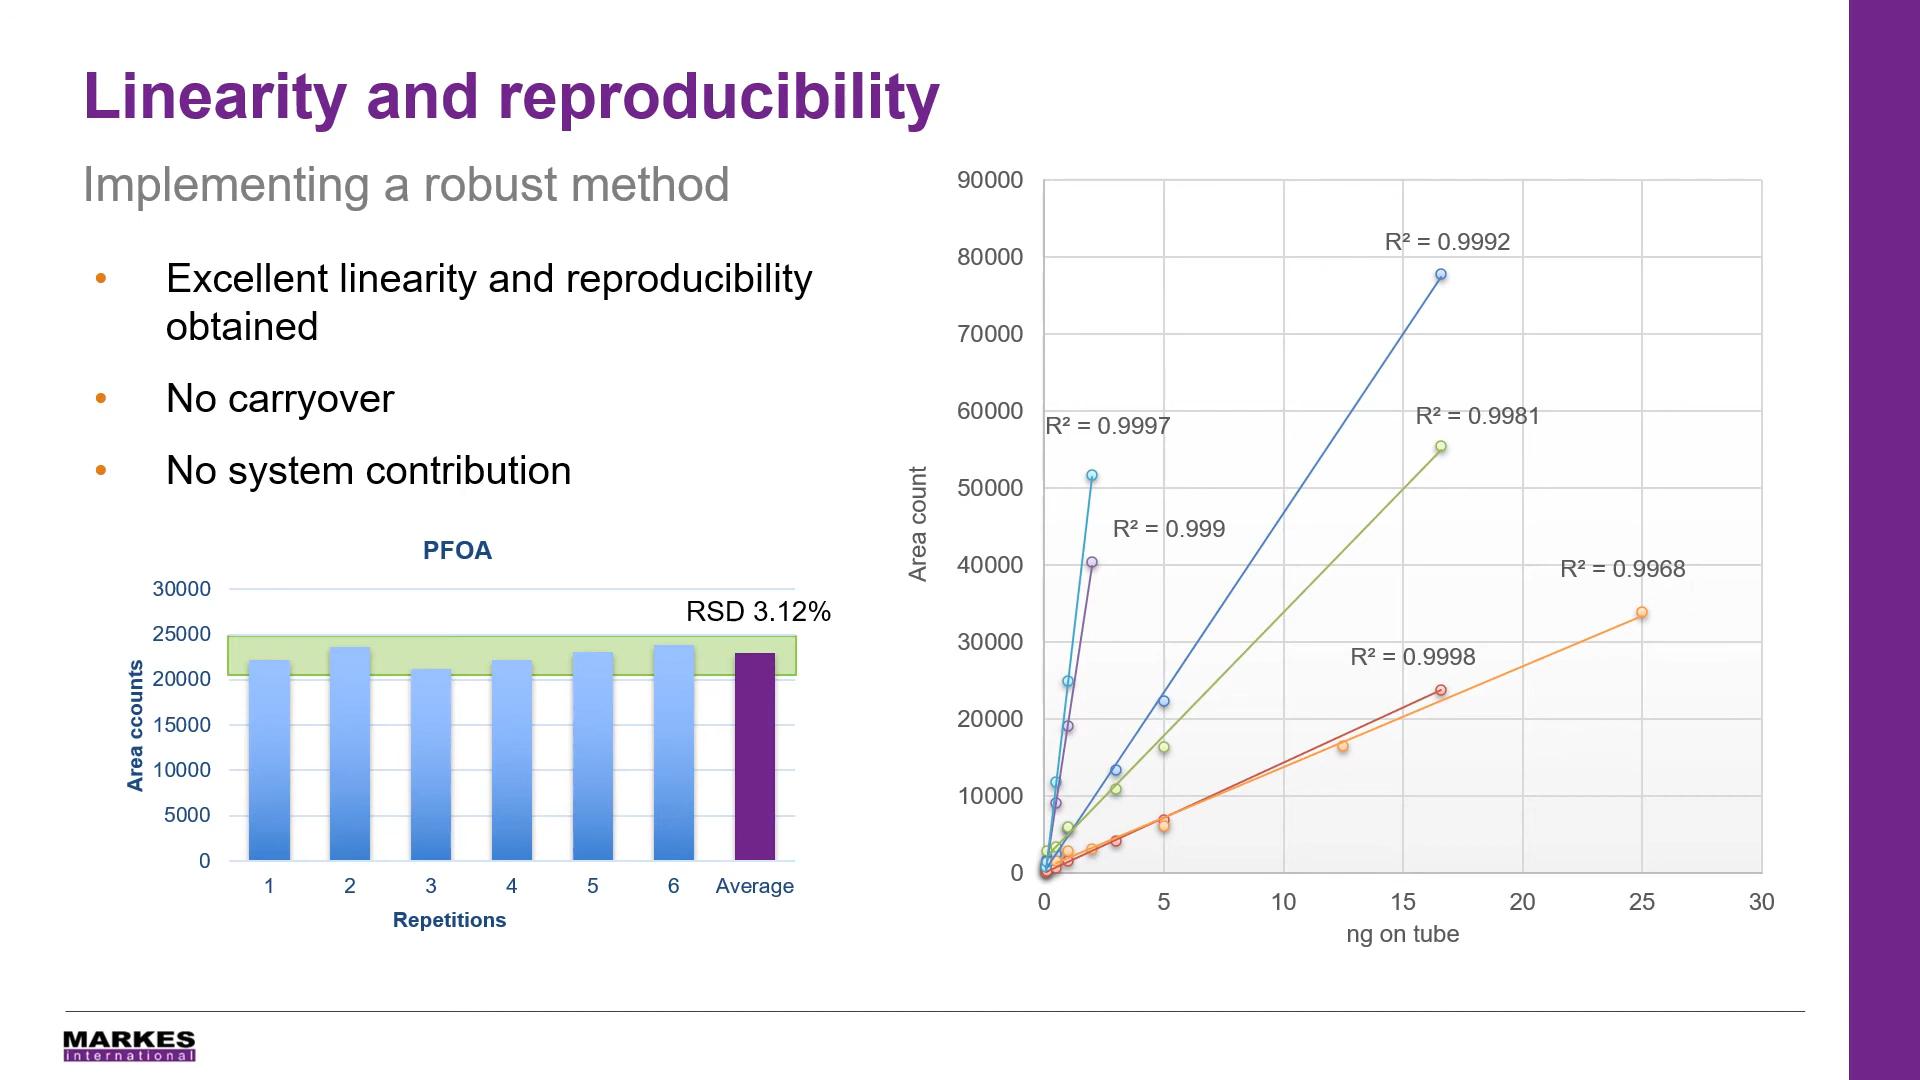 Linearity and reproducibility
Implementing a robust method
• Excellent linearity and reproducibility
obtained
• No carryover
• No system contribution
PFOA
30000
25000
20000
15000
10000
5000
0
Area ccounts
RSD 3.12%
1 2 3 4 5 6 Average
Repetitions
90000
80000
70000
60000
50000
40000
30000
20000
10000
0
Area count
R² = 0.9992
R² = 0.9981
R² = 0.9997
R² = 0.999
R² = 0.9968
R² = 0.9998
0 5 10 15 20 25 30
ng on tube
MARKES
international